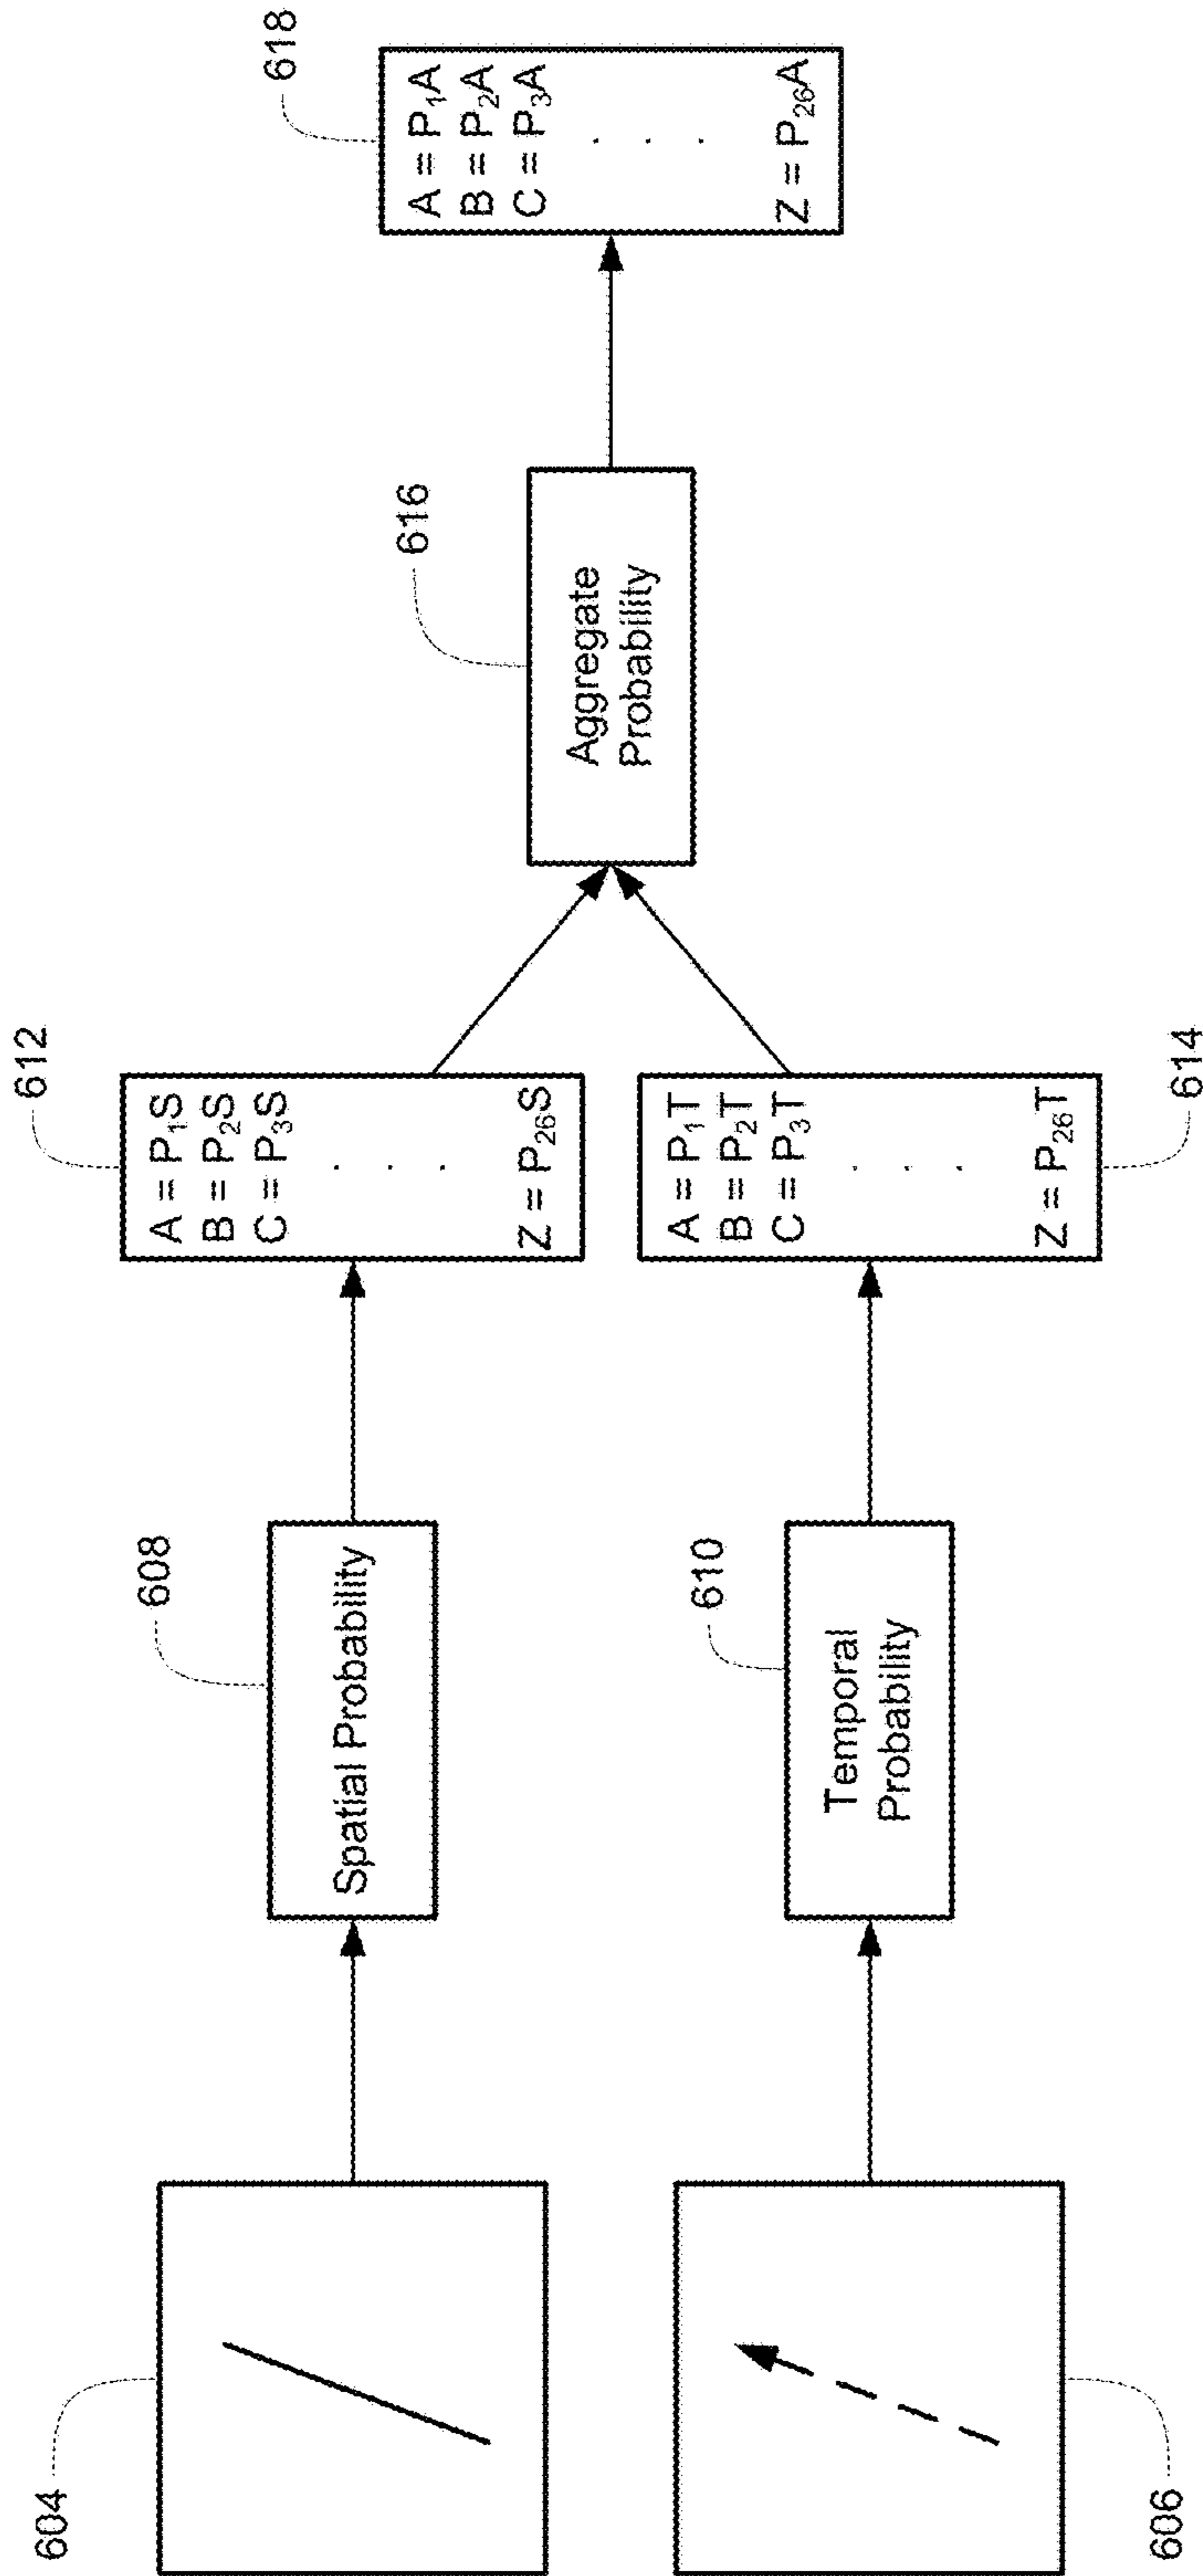 604
606
Spatial Probability
608
Temporal
Probability
610
612
A = P₁S
B = P₂S
C = P₃S
.
.
.
Z = P₂₆S
A = P₁T
B = P₂T
C = P₃T
.
.
.
Z = P₂₆T
614
Aggregate
Probability
616
618
A = P₁A
B = P₂A
C = P₃A
.
.
.
Z = P₂₆A